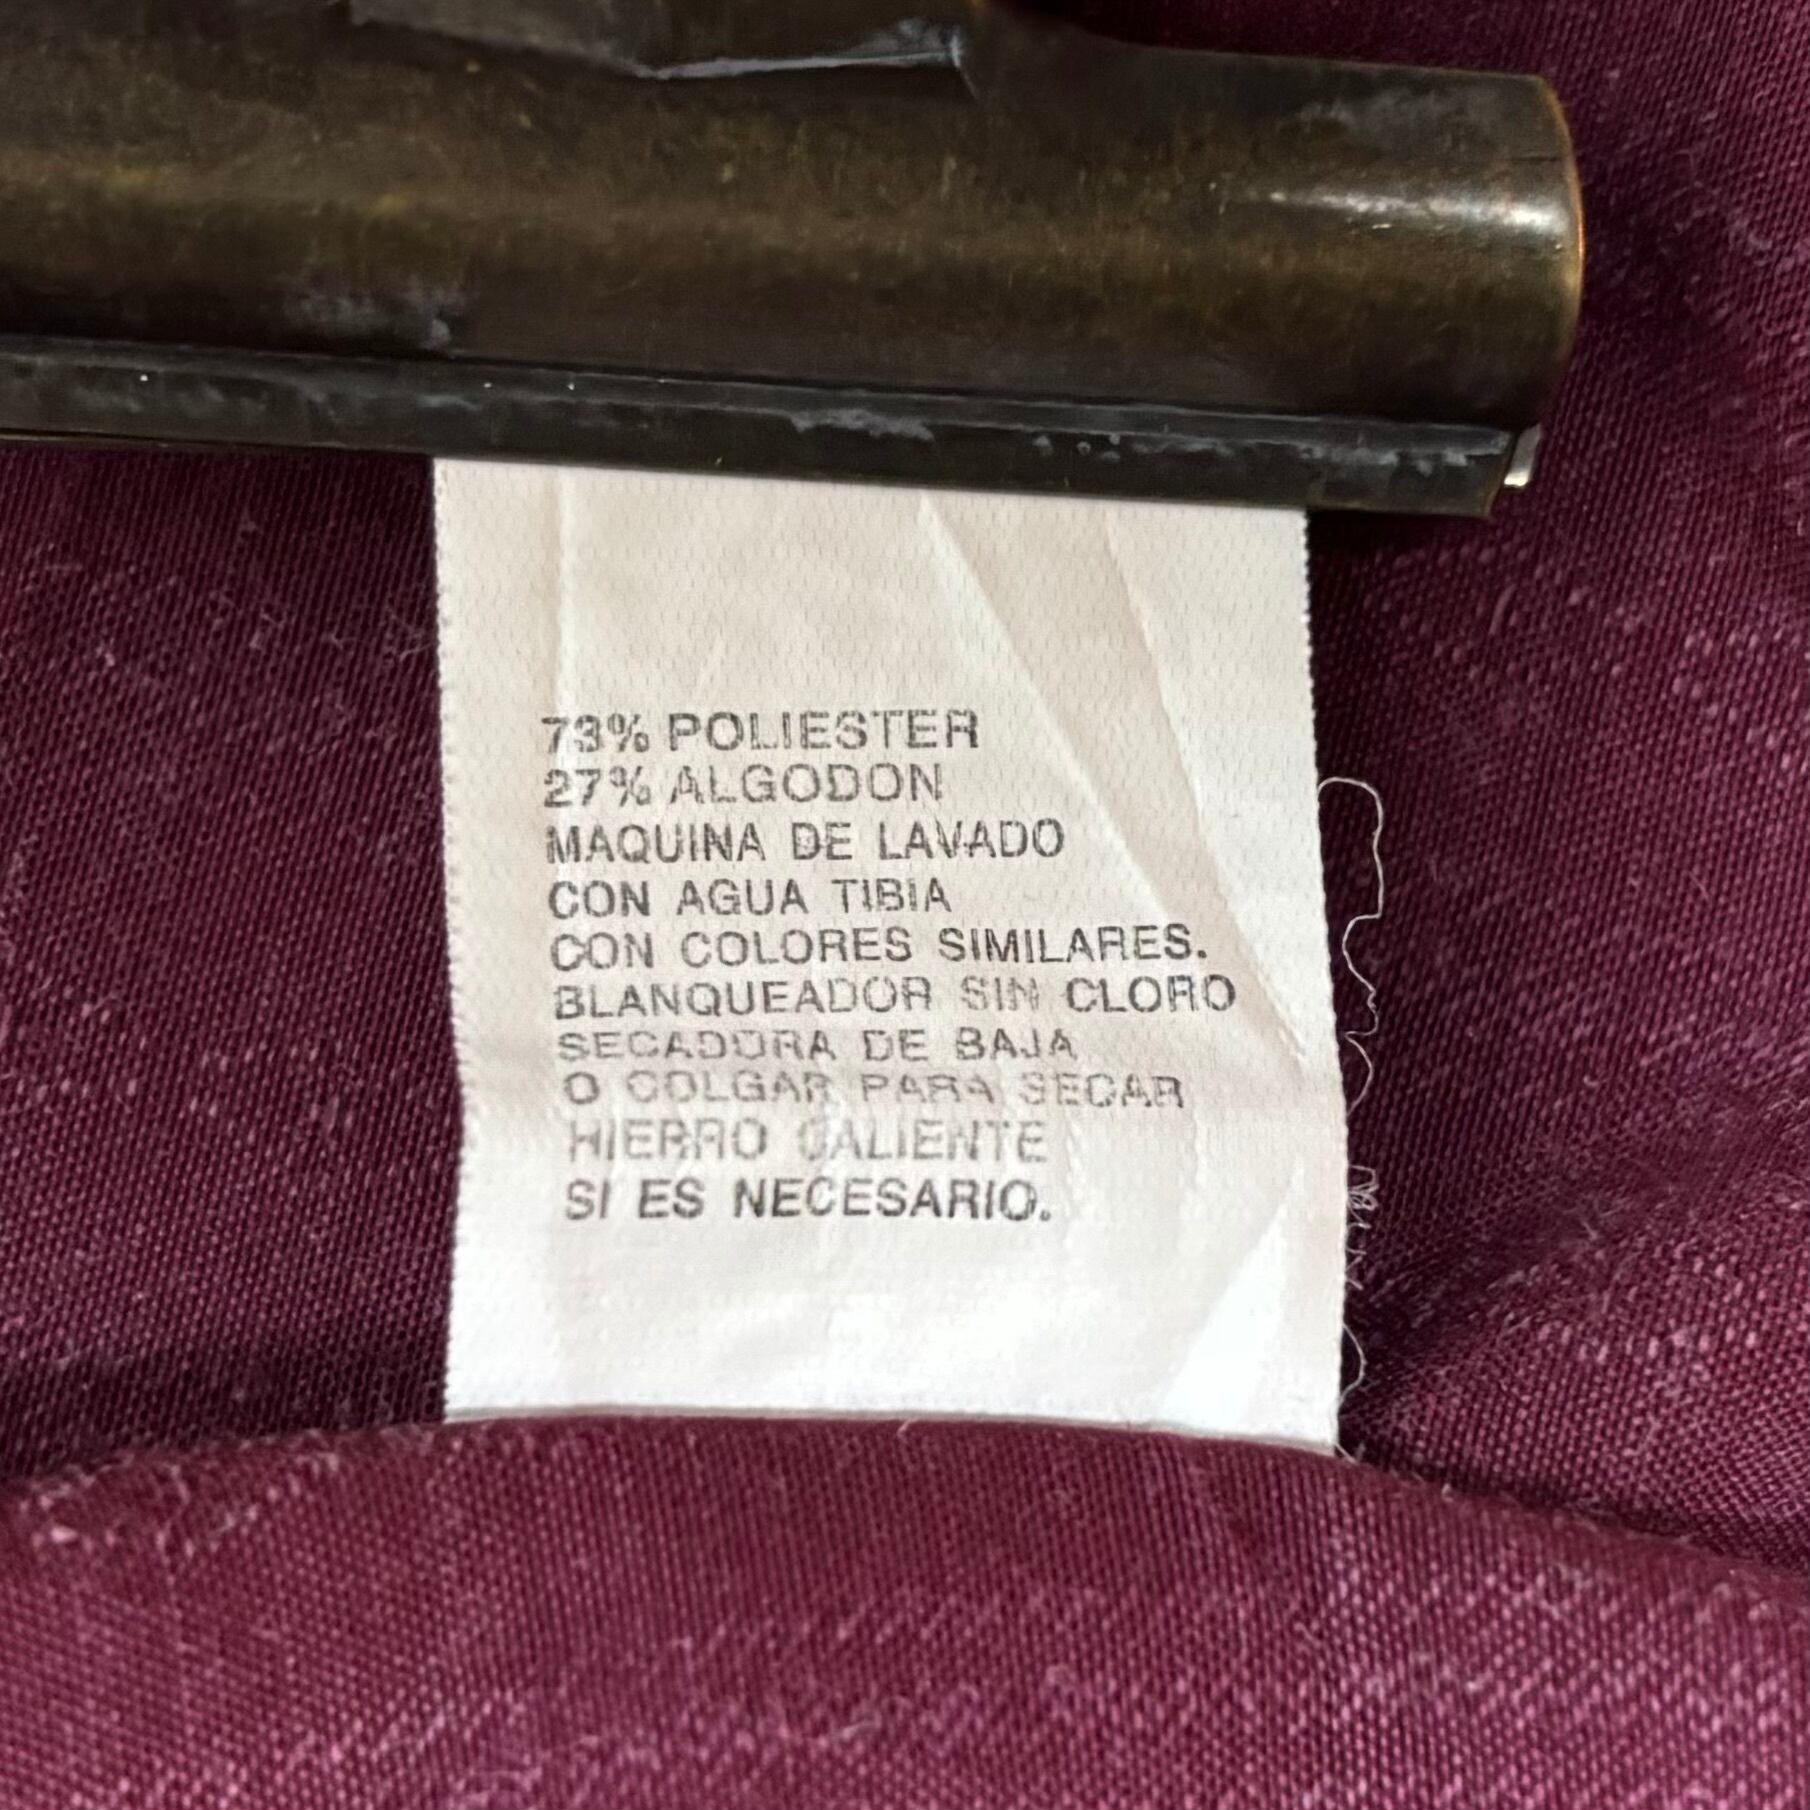 73% POLIESTER
27% ALGODON
MAQUINA DE LAVADO
CON AGUA TIBIA
CON COLORES SIMILARES.
BLANQUEADOR SIN CLORO
SECADORA DE BAJA
O COLGAR PARA SECAR
HIERRO CALIENTE
SI ES NECESARIO.